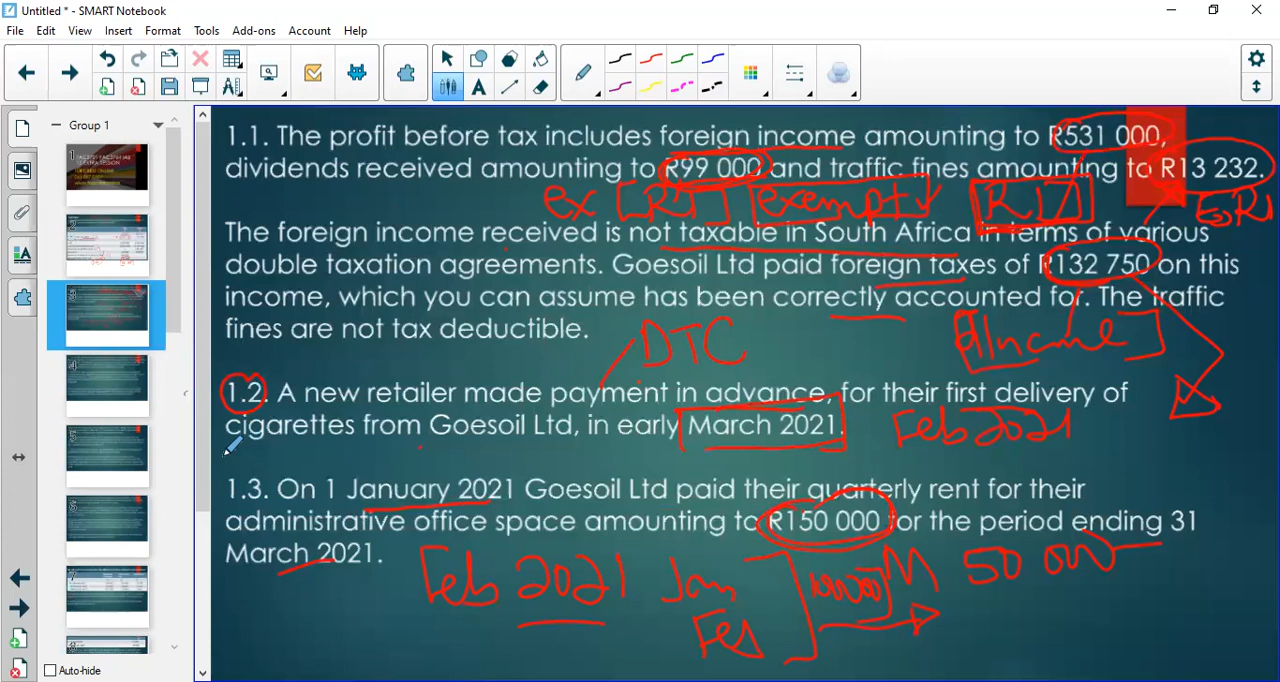 Untitled * - SMART Notebook
File Edit View Insert Format Tools Add-ons Account Help
Group 1
1.1. The profit before tax includes foreign income amounting to R531 000,
dividends received amounting to R99 000 and traffic fines amounting to R13 232.
ex [R1] exempt
The foreign income received is not taxable in South Africa in terms of various
double taxation agreements. Goesoil Ltd paid foreign taxes of R132 750 on this
income, which you can assume has been correctly accounted for. The traffic
fines are not tax deductible.
DTC
1.2. A new retailer made payment in advance, for their first delivery of
cigarettes from Goesoil Ltd, in early March 2021.
Feb 2021
1.3. On 1 January 2021 Goesoil Ltd paid their quarterly rent for their
administrative office space amounting to R150 000 for the period ending 31
March 2021.
Feb 2021 Jan M 50 000
Auto-hide